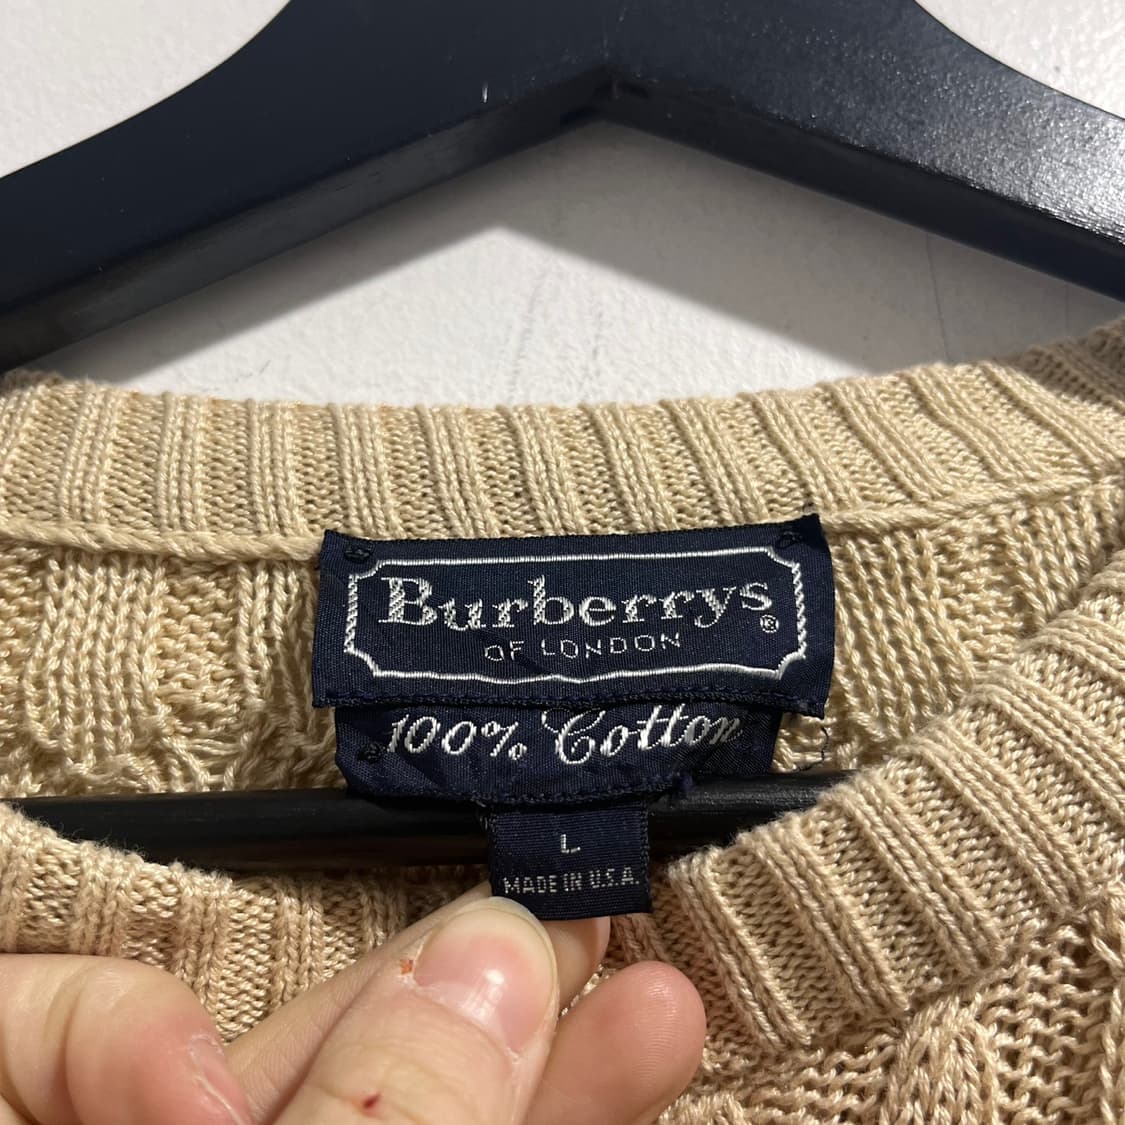 Burberrys®
OF LONDON
100% Cotton
L
MADE IN U.S.A.